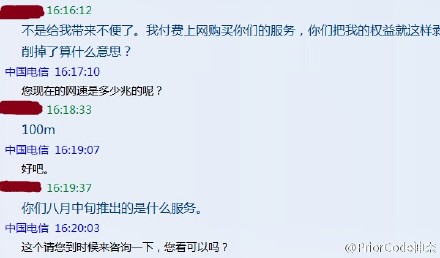 16:16:12
不是给我带来不便了。我付费上网购买你们的服务，你们把我的权益就这样剥
削掉了算什么意思？
中国电信 16:17:10
您现在的网速是多少兆的呢？
16:18:33
100m
中国电信 16:19:07
好吧。
16:19:37
你们八月中旬推出的是什么服务。
中国电信 16:20:03
这个请您到时候来咨询一下，您看可以吗？